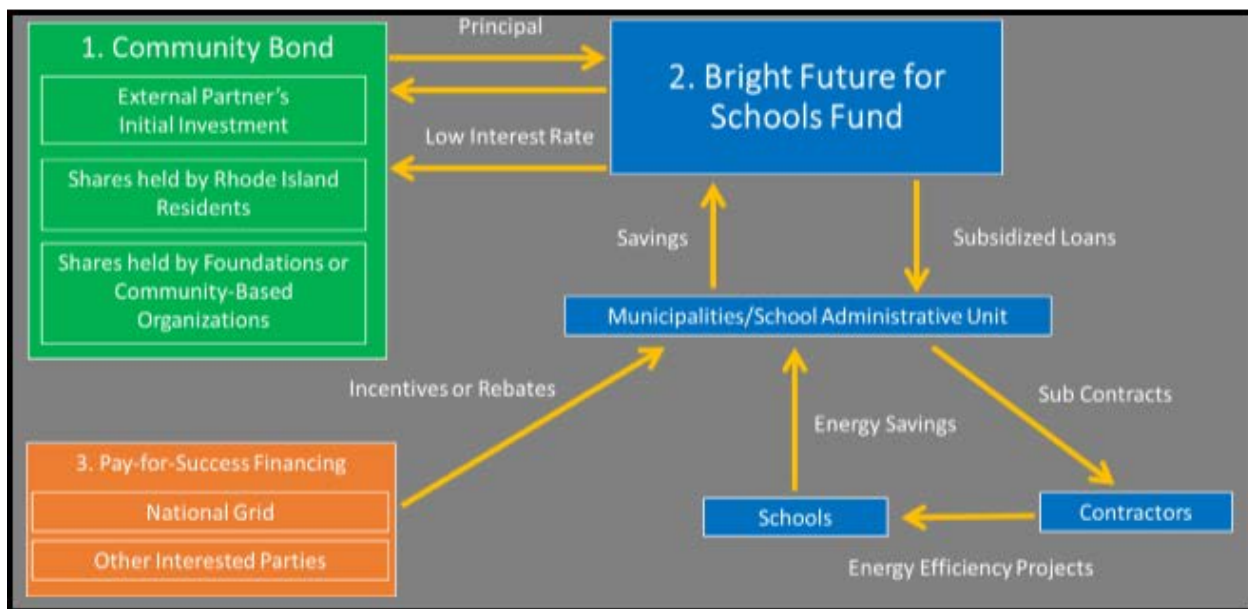 1. Community Bond
External Partner's
Initial Investment
Shares held by Rhode Island
Residents
Shares held by Foundations or
Community-Based
Organizations
Principal
Low Interest Rate
2. Bright Future for
Schools Fund
Savings
Subsidized Loans
Municipalities/School Administrative Unit
Incentives or Rebates
Energy Savings
Sub Contracts
3. Pay-for-Success Financing
National Grid
Other Interested Parties
Schools
Contractors
Energy Efficiency Projects